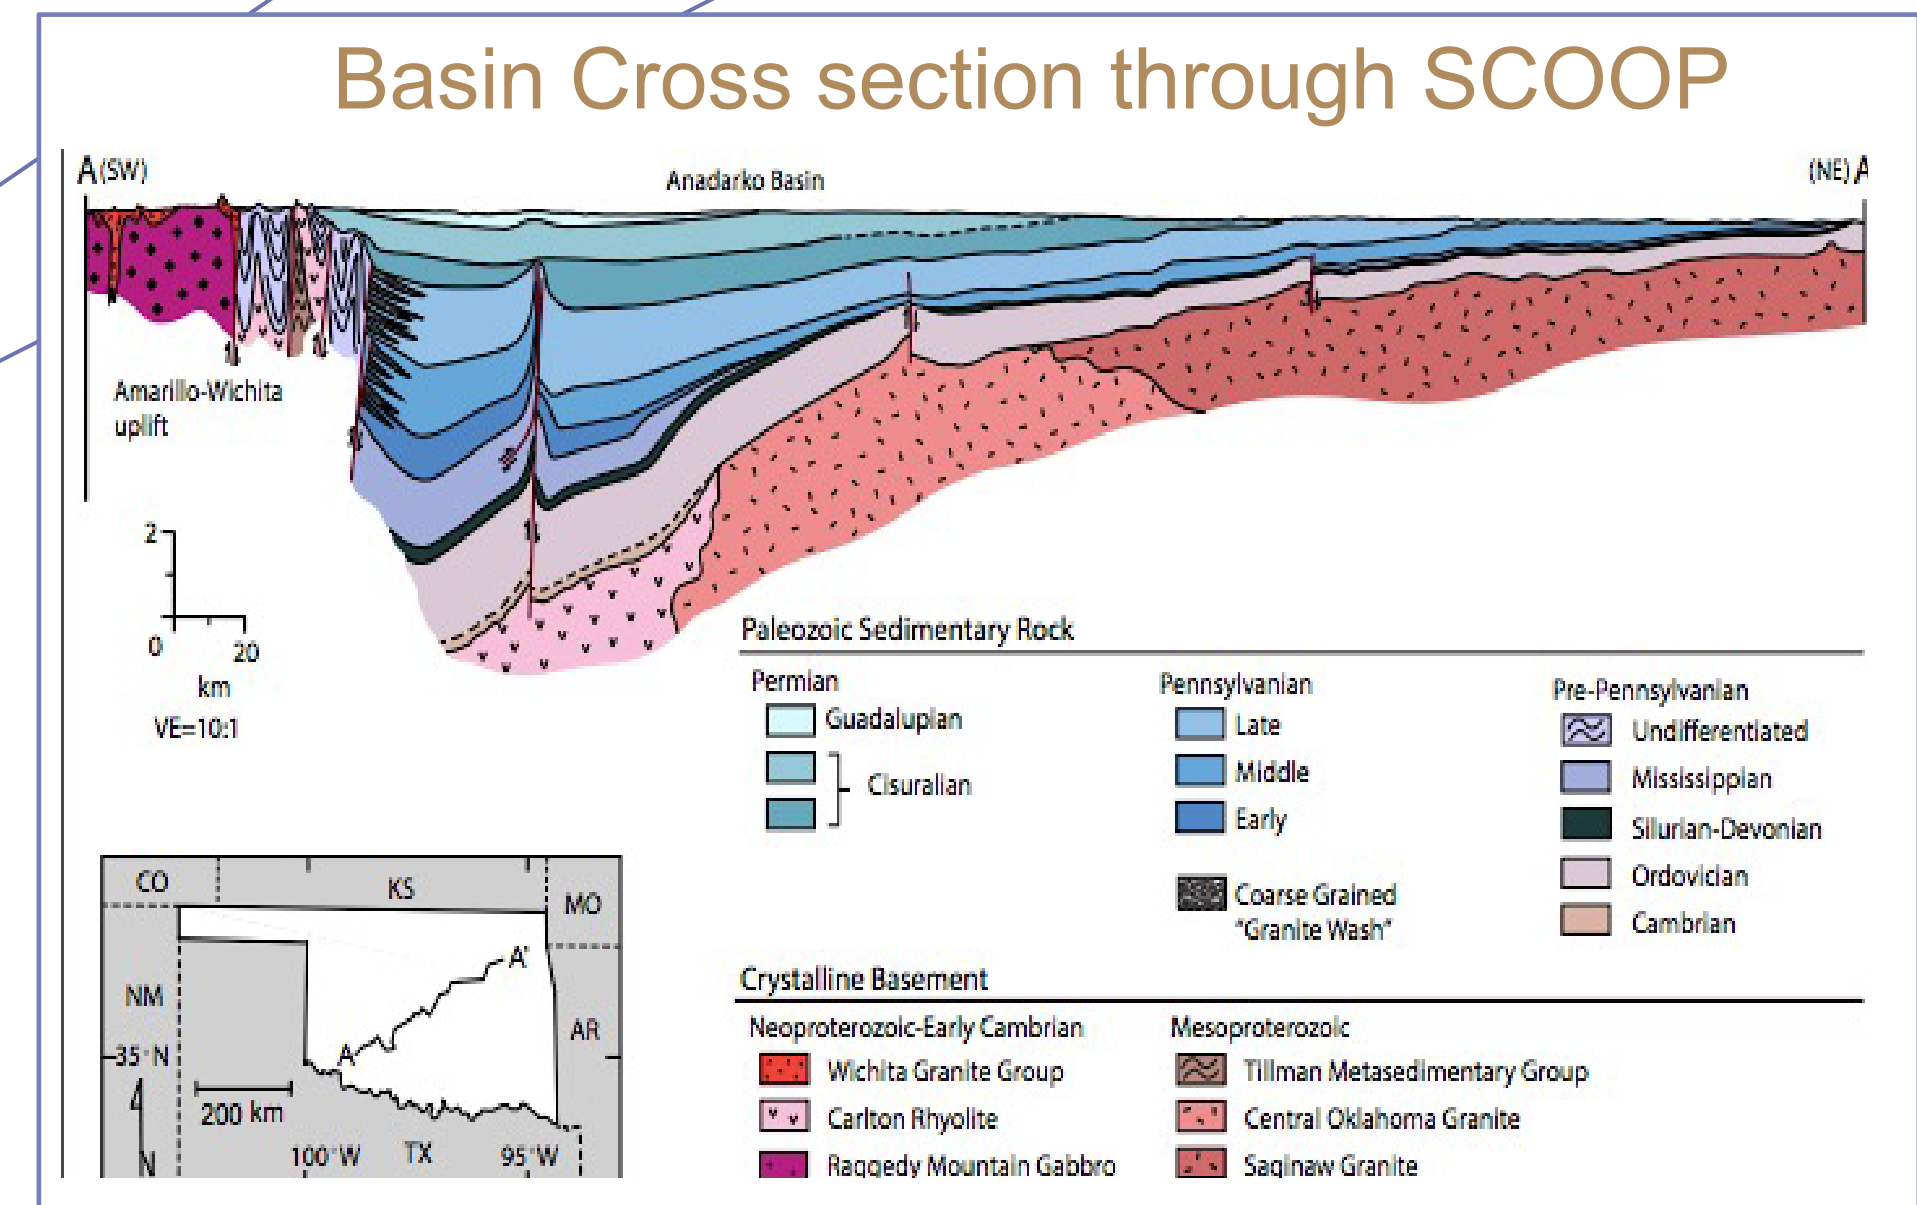 Basin Cross section through SCOOP
A (SW)
Anadarko Basin
(NE) A
Amarillo-Wichita
uplift
2
0
20
km
VE=10:1
Paleozoic Sedimentary Rock
Permian
Guadalupian
Cisuralian
Pennsylvanian
Late
Middle
Early
Coarse Grained
"Granite Wash"
Pre-Pennsylvanian
Undifferentiated
Mississippian
Silurian-Devonian
Ordovician
Cambrian
Crystalline Basement
Neoproterozoic-Early Cambrian
Wichita Granite Group
Carlton Rhyolite
Raggedy Mountain Gabbro
Mesoproterozoic
Tillman Metasedimentary Group
Central Oklahoma Granite
Saginaw Granite
CO
KS
MO
A'
NM
AR
35°N
A
200 km
N
100°W
TX
95°W